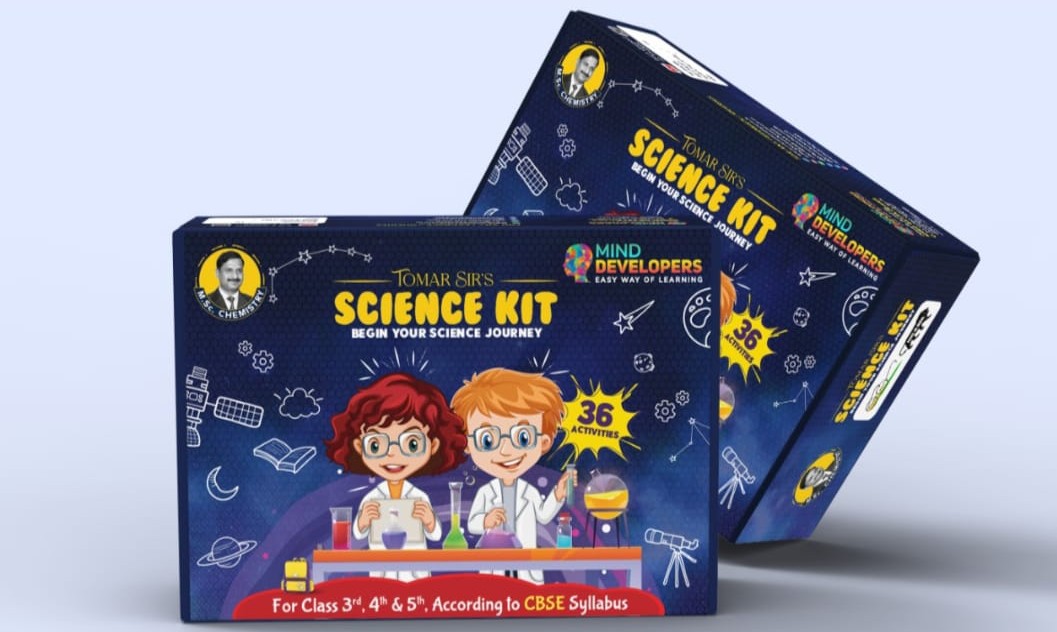 M.Sc. CHEMISTRY
TOMAR SIR'S
SCIENCE KIT
BEGIN YOUR SCIENCE JOURNEY
MIND
DEVELOPERS
EASY WAY OF LEARNING
36
ACTIVITIES
For Class 3rd, 4th & 5th, According to CBSE Syllabus
M.Sc. CHEMISTRY
TOMAR SIR'S
SCIENCE KIT
BEGIN YOUR SCIENCE JOURNEY
MIND
DEVELOPERS
EASY WAY OF LEARNING
36
ACTIVITIES
TOMAR SIR'S
SCIENCE KIT